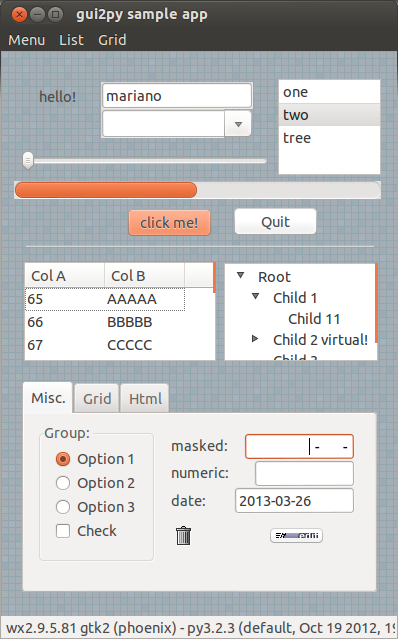 gui2py sample app
Menu List Grid
hello!
mariano
one
two
tree
click me!
Quit
Col A Col B
65 AAAAA
66 BBBBB
67 CCCCC
Root
Child 1
Child 11
Child 2 virtual!
Child 3
Misc. Grid Html
Group:
Option 1
Option 2
Option 3
Check
masked: - -
numeric:
date: 2013-03-26
wx2.9.5.81 gtk2 (phoenix) - py3.2.3 (default, Oct 19 2012, 19